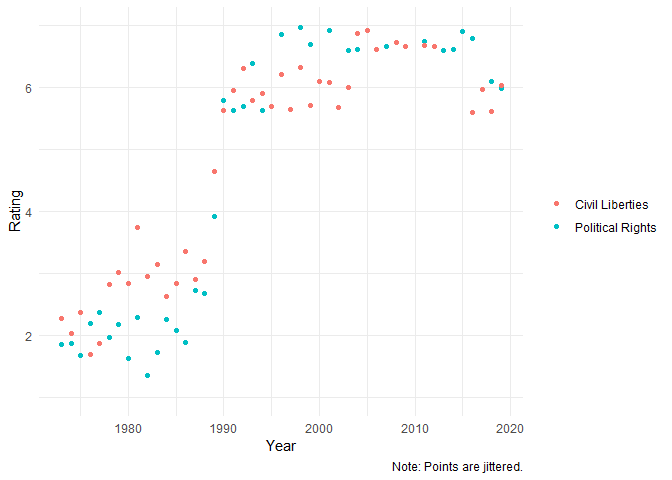 6
4
2
Rating
1980 1990 2000 2010 2020
Year
Civil Liberties
Political Rights
Note: Points are jittered.